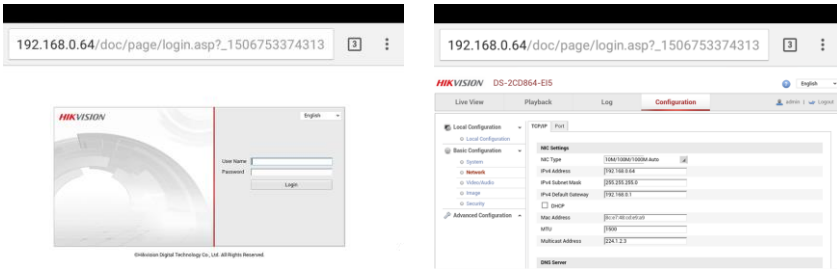 192.168.0.64/doc/page/login.asp?_1506753374313 3
HIKVISION
English
User Name
Password
Login
©Hikvision Digital Technology Co., Ltd. All Rights Reserved.
192.168.0.64/doc/page/login.asp?_1506753374313 3
HIKVISION DS-2CD864-EI5 English
Live View Playback Log Configuration admin | Logout
Local Configuration
Local Configuration
Basic Configuration
System
Network
Video/Audio
Image
Security
Advanced Configuration
TCP/IP Port
NIC Settings
NIC Type 10M/100M/1000M Auto
IPv4 Address 192.168.0.64
IPv4 Subnet Mask 255.255.255.0
IPv4 Default Gateway 192.168.0.1
DHCP
Mac Address
MTU 1500
Multicast Address 224.1.2.3
DNS Server